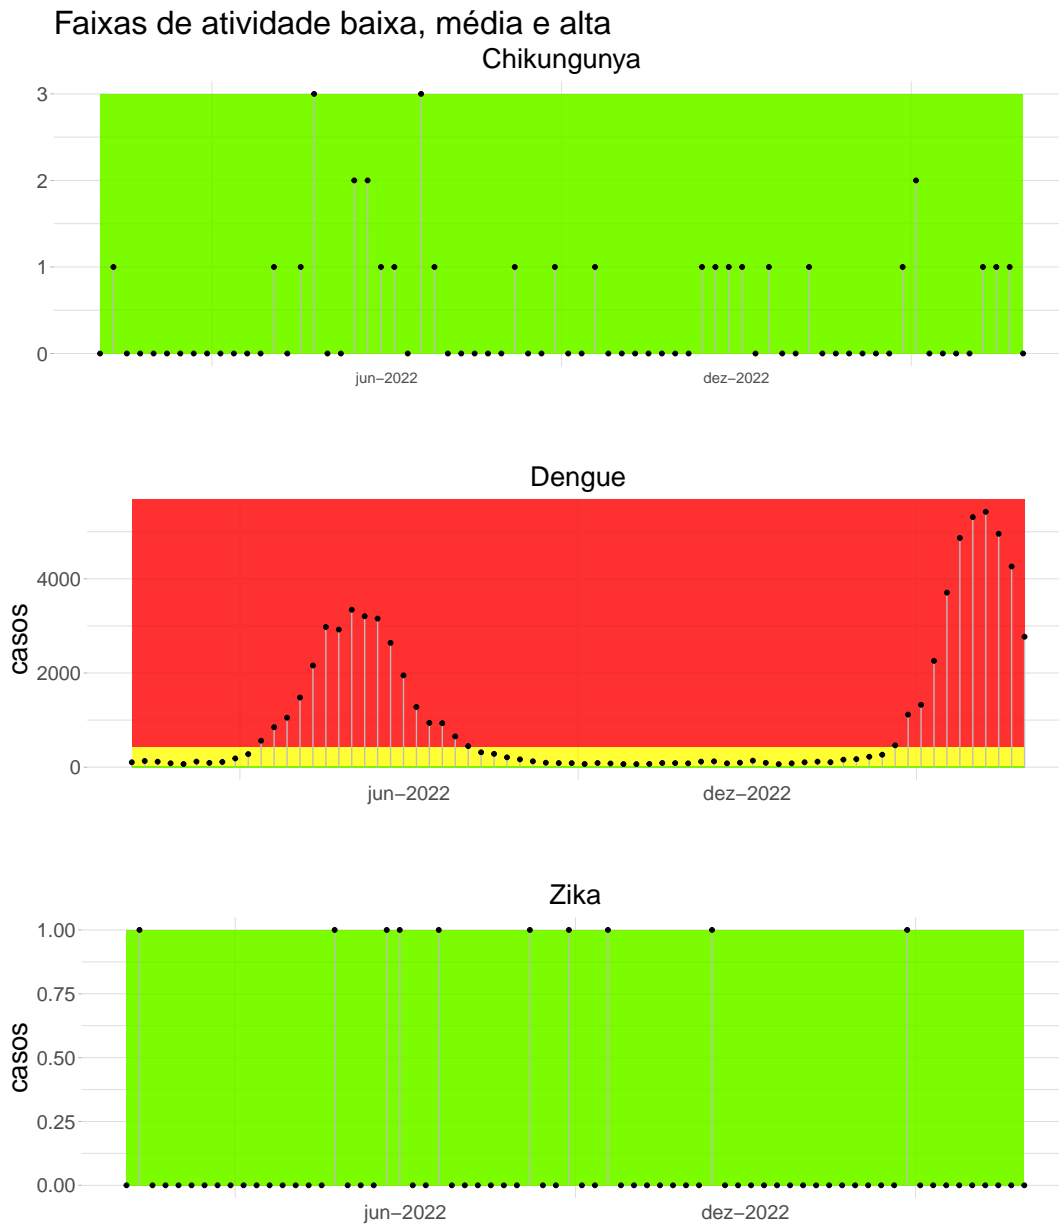 Faixas de atividade baixa, média e alta
Chikungunya
3
2
1
0
jun−2022 dez−2022
Dengue
casos
4000
2000
0
jun−2022 dez−2022
Zika
casos
1.00
0.75
0.50
0.25
0.00
jun−2022 dez−2022